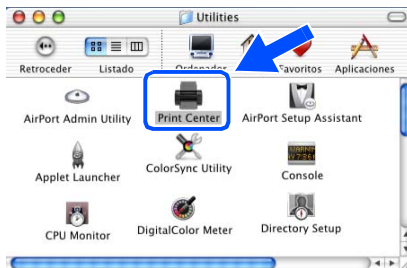 Utilities
Retroceder Listado Ordenador Favoritos Aplicaciones
AirPort Admin Utility Print Center AirPort Setup Assistant
Applet Launcher ColorSync Utility Console
CPU Monitor DigitalColor Meter Directory Setup